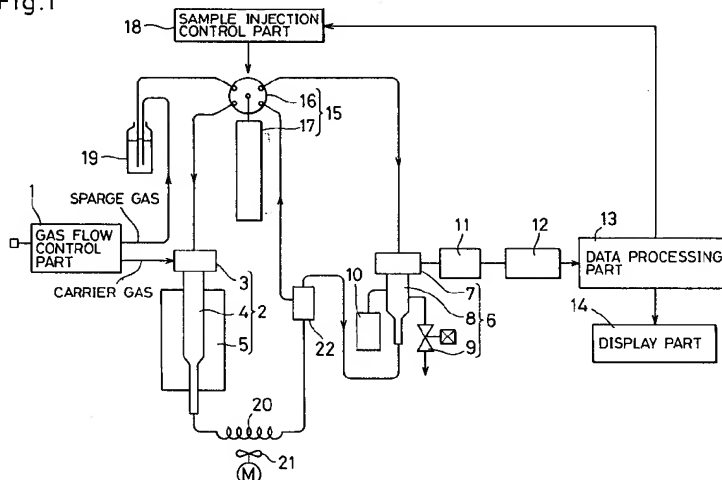 Fig.1
SAMPLE INJECTION
CONTROL PART
18
16
17
15
19
SPARGE GAS
1
GAS FLOW
CONTROL
PART
CARRIER GAS
3
4
2
5
22
20
21
M
10
7
8
6
9
11
12
13
DATA PROCESSING
PART
14
DISPLAY PART